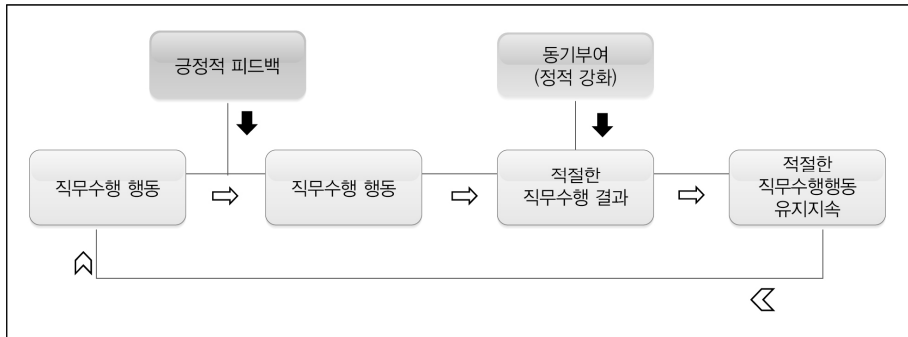 긍정적 피드백
동기부여
(정적 강화)
직무수행 행동
직무수행 행동
적절한
직무수행 결과
적절한
직무수행행동
유지지속